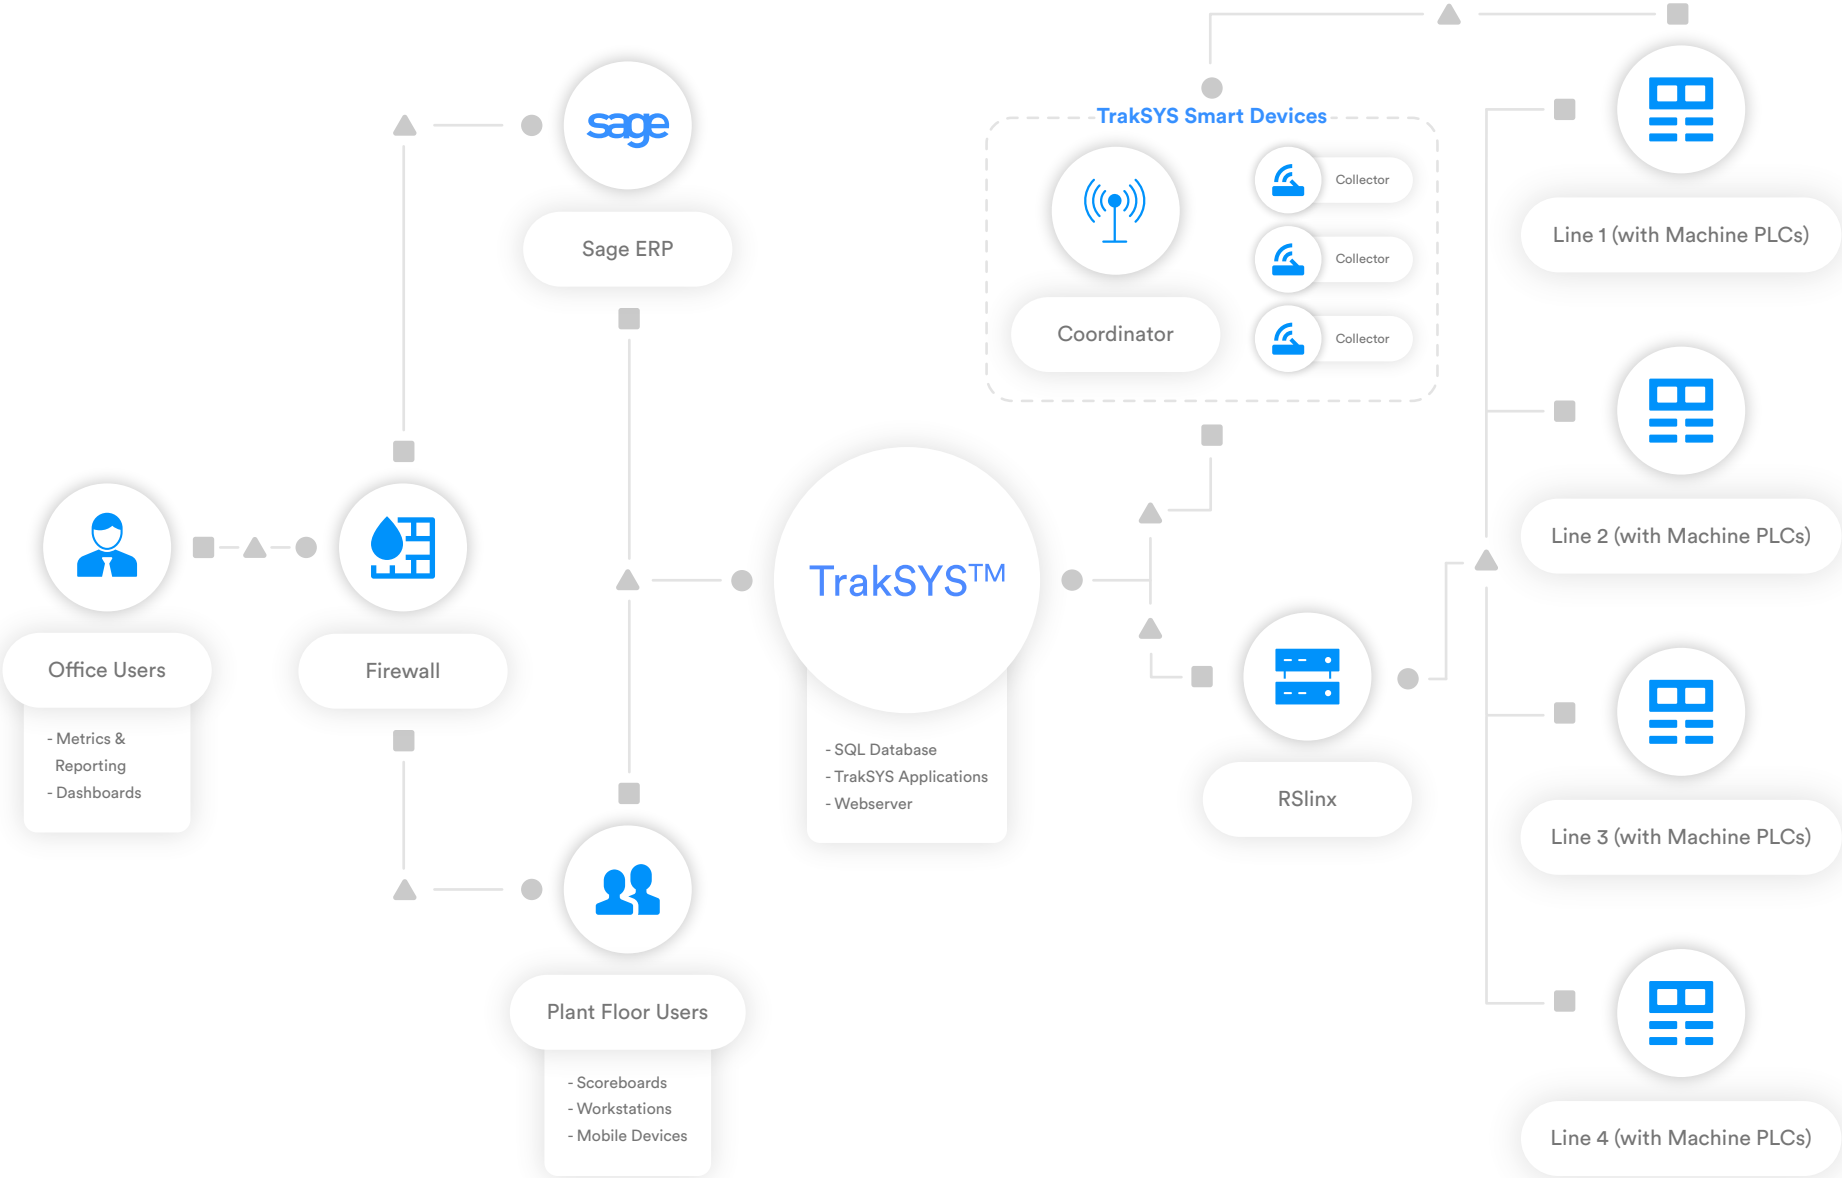 sage
Sage ERP
TrakSYS Smart Devices
Coordinator
Collector
Collector
Collector
Line 1 (with Machine PLCs)
Line 2 (with Machine PLCs)
Line 3 (with Machine PLCs)
Line 4 (with Machine PLCs)
Office Users
- Metrics &
Reporting
- Dashboards
Firewall
TrakSYS™
- SQL Database
- TrakSYS Applications
- Webserver
RSlinx
Plant Floor Users
- Scoreboards
- Workstations
- Mobile Devices